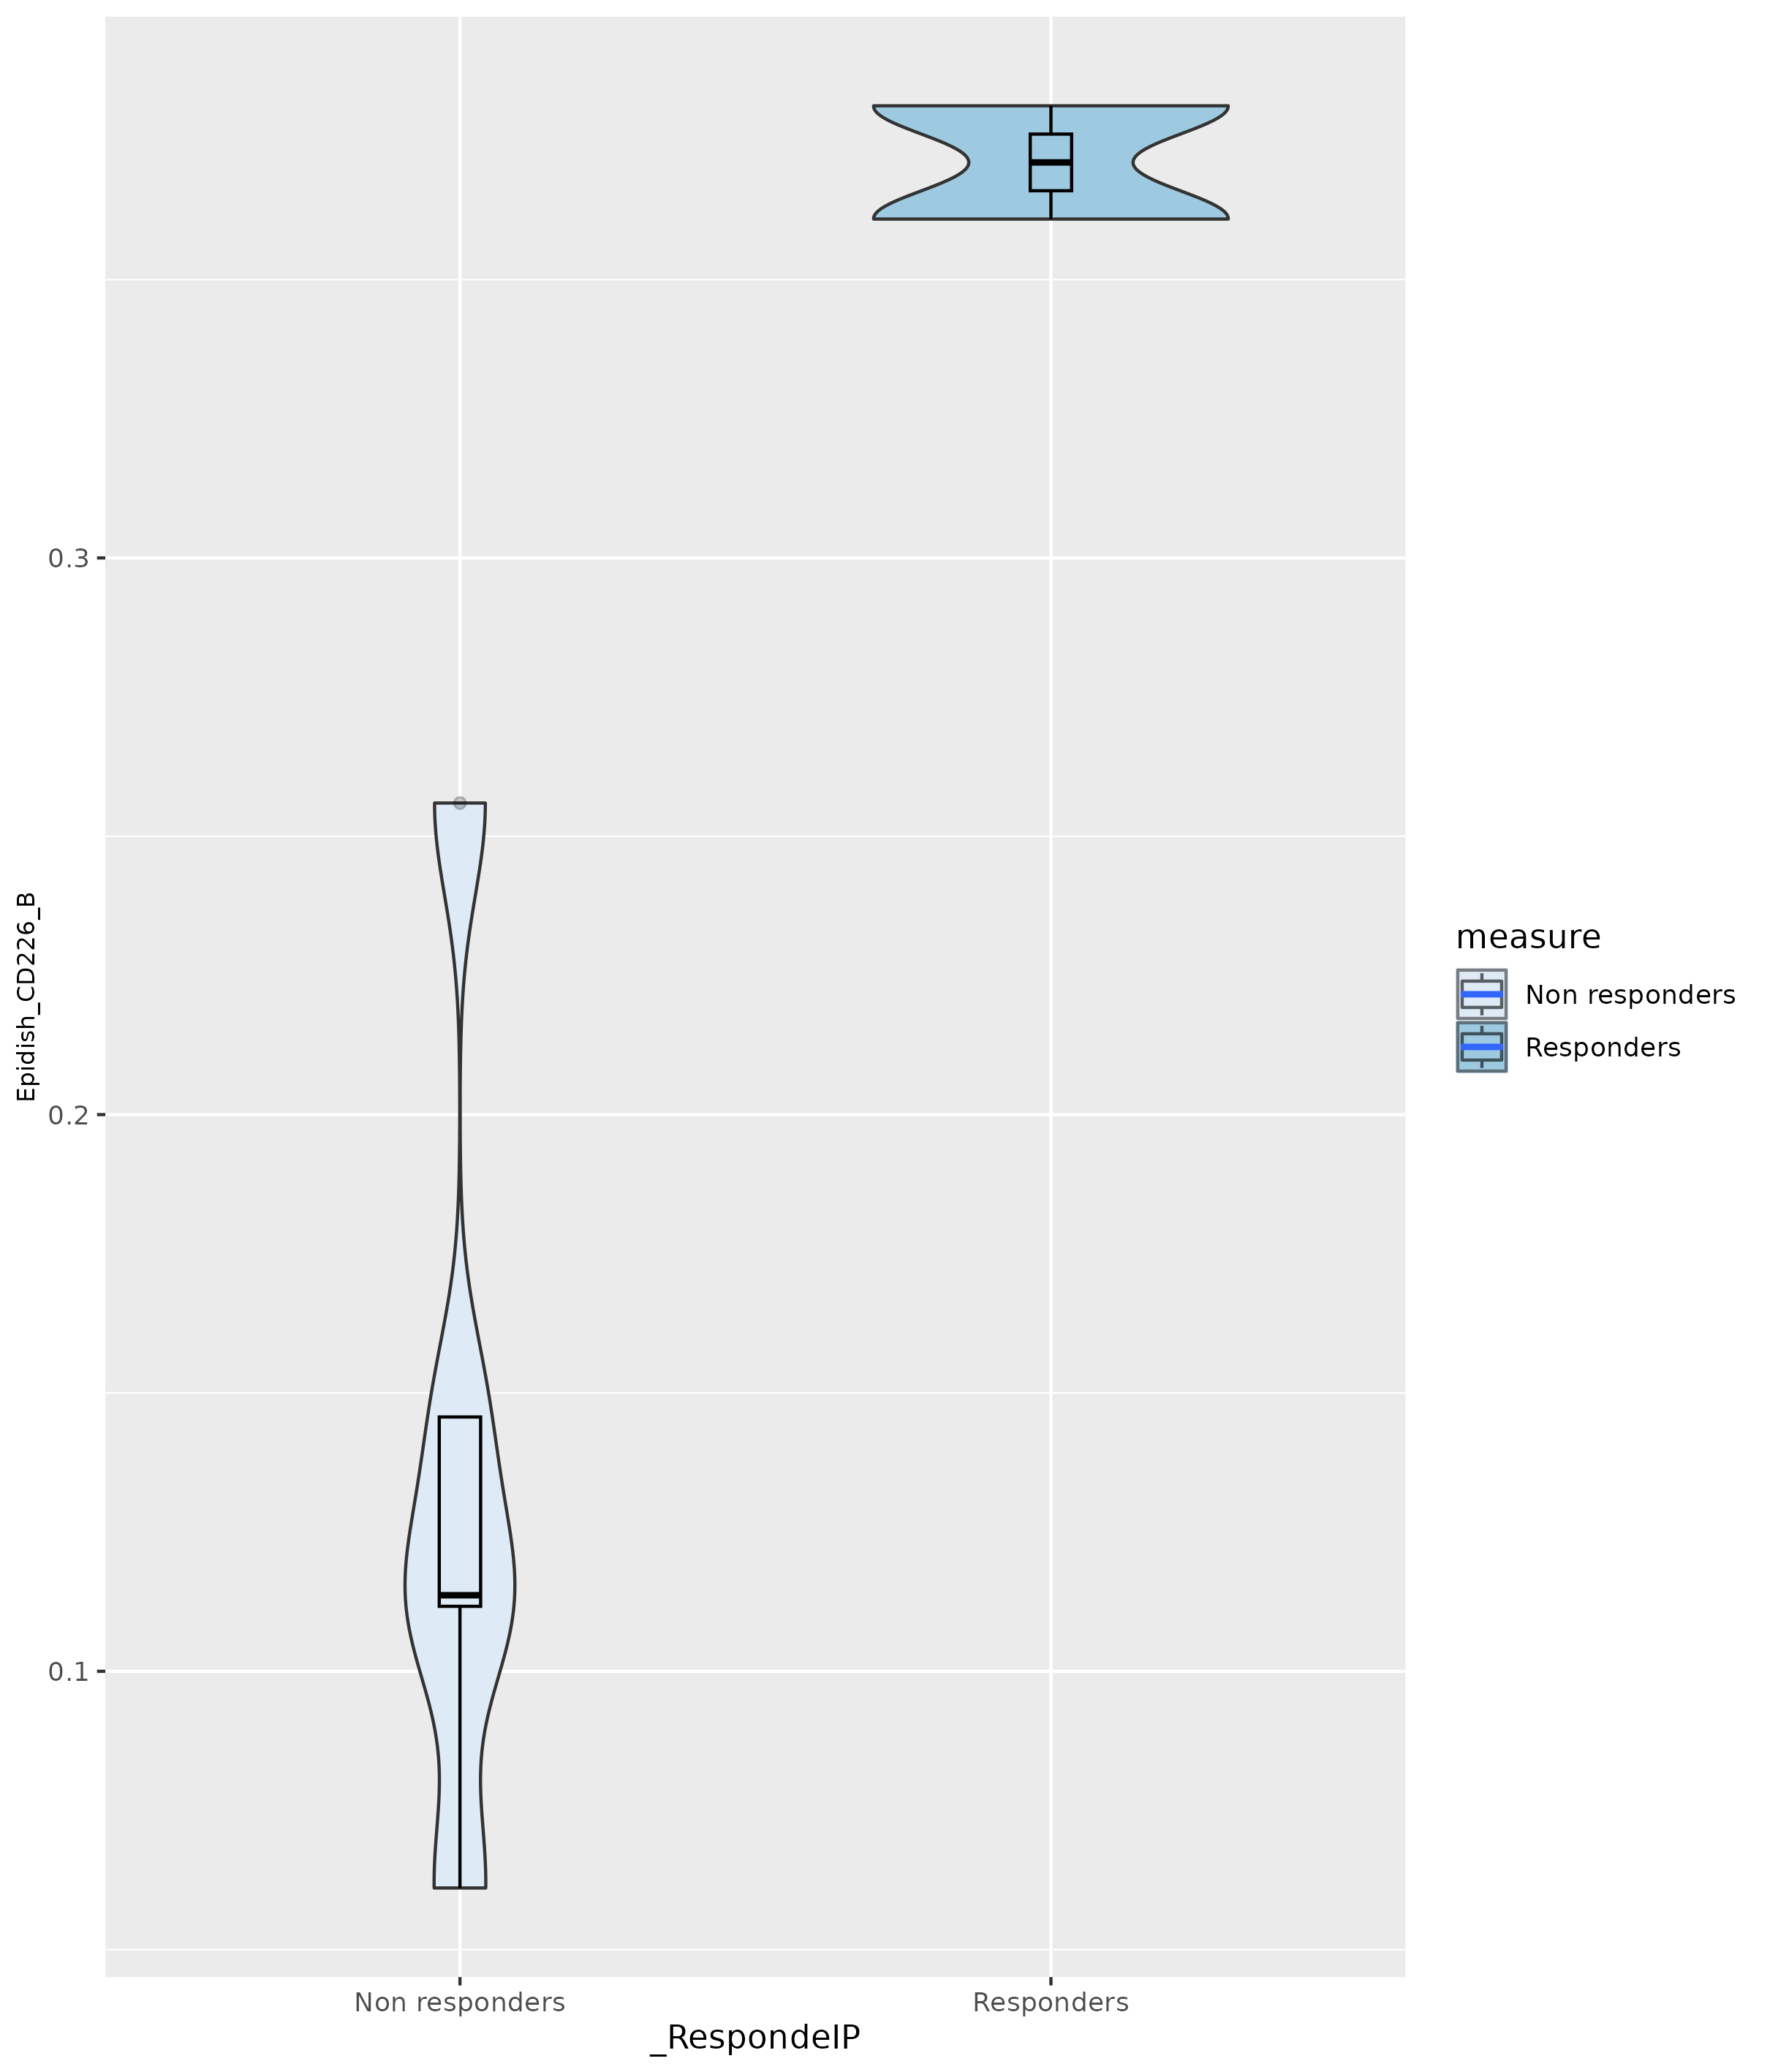 Epidish_CD226_B
0.3
0.2
0.1
Non responders
Responders
_RespondeIP
measure
Non responders
Responders